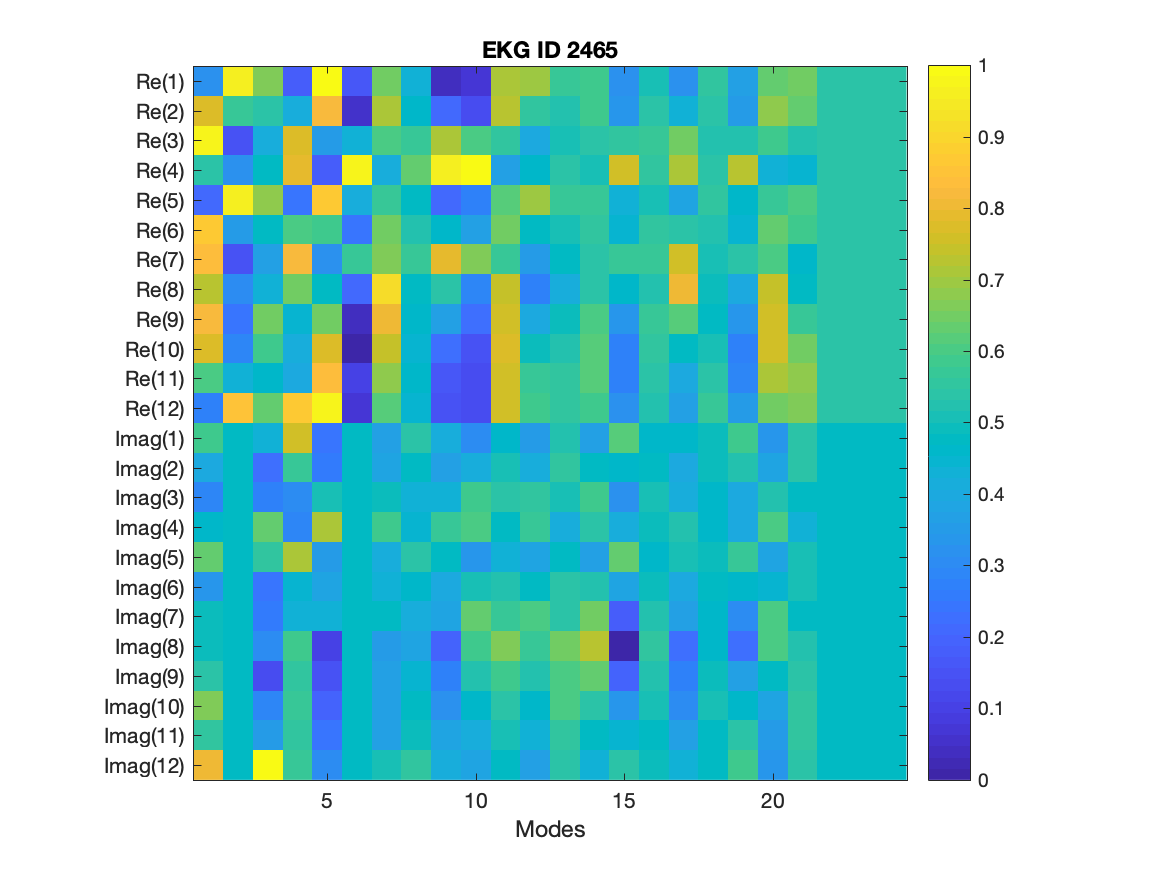 EKG ID 2465
Re(1)
Re(2)
Re(3)
Re(4)
Re(5)
Re(6)
Re(7)
Re(8)
Re(9)
Re(10)
Re(11)
Re(12)
Imag(1)
Imag(2)
Imag(3)
Imag(4)
Imag(5)
Imag(6)
Imag(7)
Imag(8)
Imag(9)
Imag(10)
Imag(11)
Imag(12)
5 10 15 20
Modes
1
0.9
0.8
0.7
0.6
0.5
0.4
0.3
0.2
0.1
0